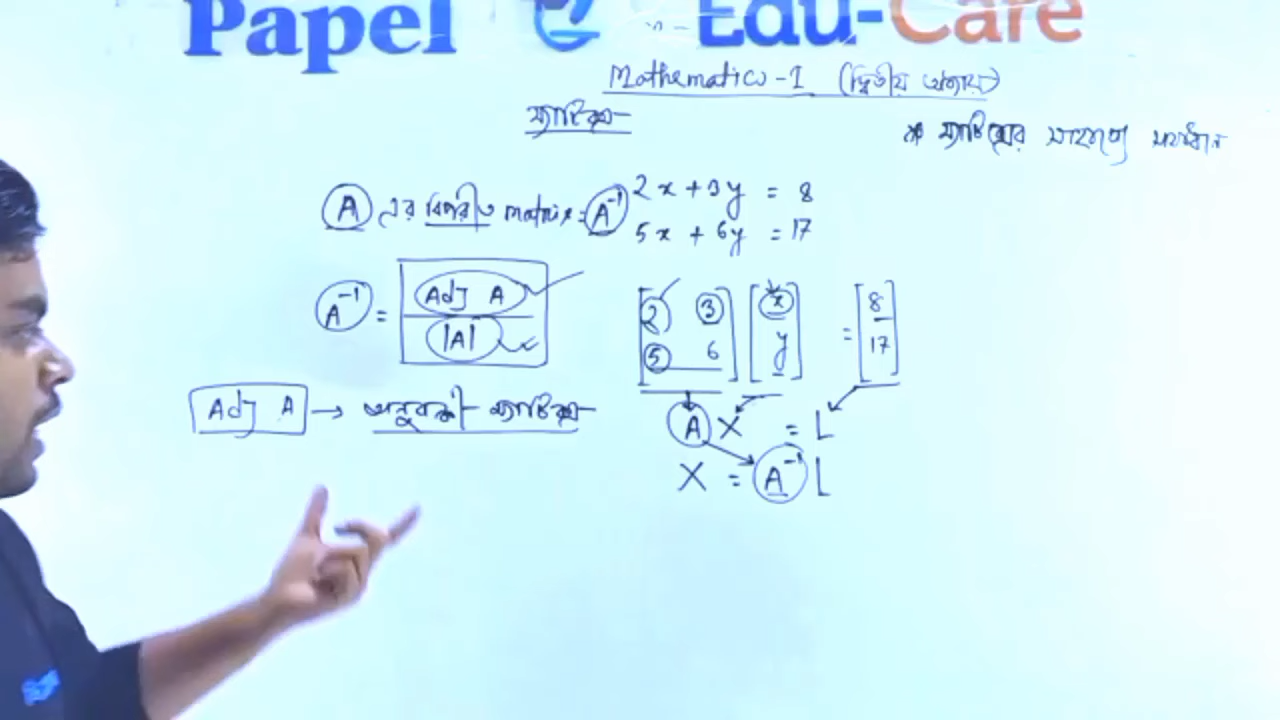 Papel Edu-Care
Mathematics-1 (দ্বিতীয় অধ্যায়)
ম্যাট্রিক্স
* ম্যাট্রিক্সের সাহায্যে সমাধান
A এর বিপরীত matrix = A⁻¹
2x + 3y = 8
5x + 6y = 17
A⁻¹ = Adj A / |A|
[2 3 / 5 6] [x / y] = [8 / 17]
Adj A → অনুবন্ধী ম্যাট্রিক্স
A X = L
X = A⁻¹ L